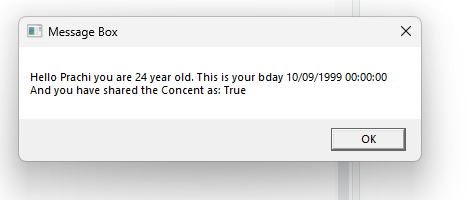 Message Box
Hello Prachi you are 24 year old. This is your bday 10/09/1999 00:00:00
And you have shared the Concent as: True
OK